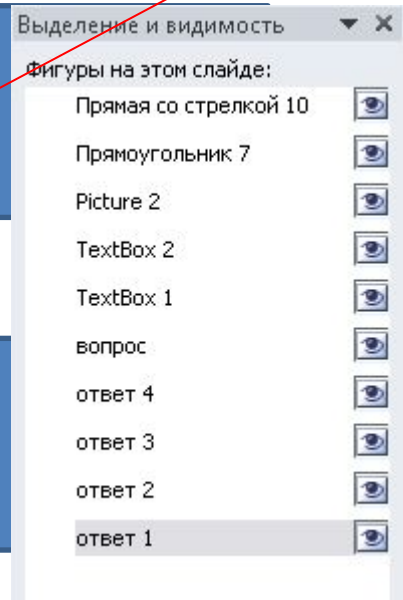 Выделение и видимость
Фигуры на этом слайде:
Прямая со стрелкой 10
Прямоугольник 7
Picture 2
TextBox 2
TextBox 1
вопрос
ответ 4
ответ 3
ответ 2
ответ 1